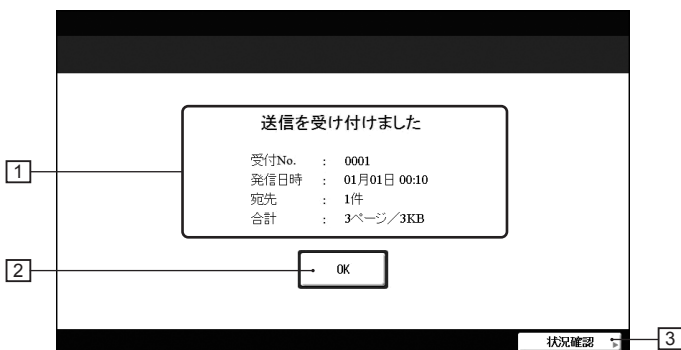 送信を受け付けました
1
受付No. : 0001
発信日時 : 01月01日 00:10
宛先 : 1件
合計 : 3ページ／3KB
2
OK
状況確認
3